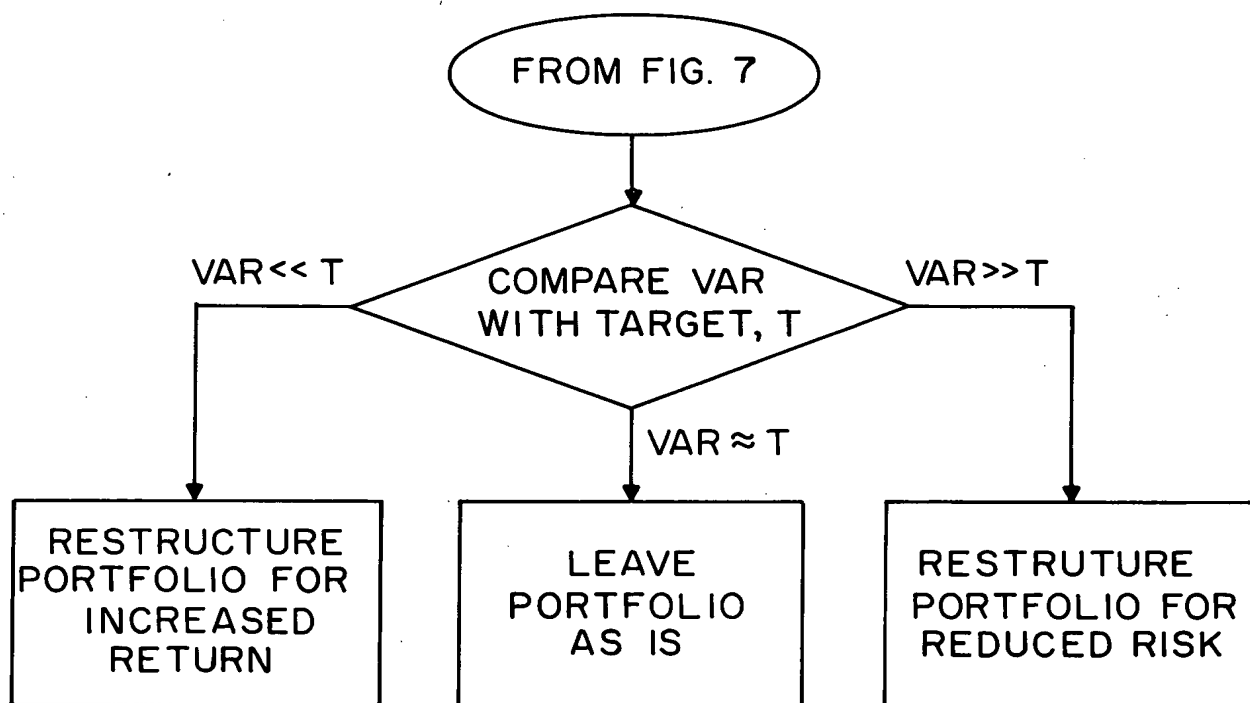 FROM FIG. 7
VAR<< T
COMPARE VAR
WITH TARGET, T
VAR>>T
VAR ≈ T
RESTRUCTURE
PORTFOLIO FOR
INCREASED
RETURN
LEAVE
PORTFOLIO
AS IS
RESTRUTURE
PORTFOLIO FOR
REDUCED RISK